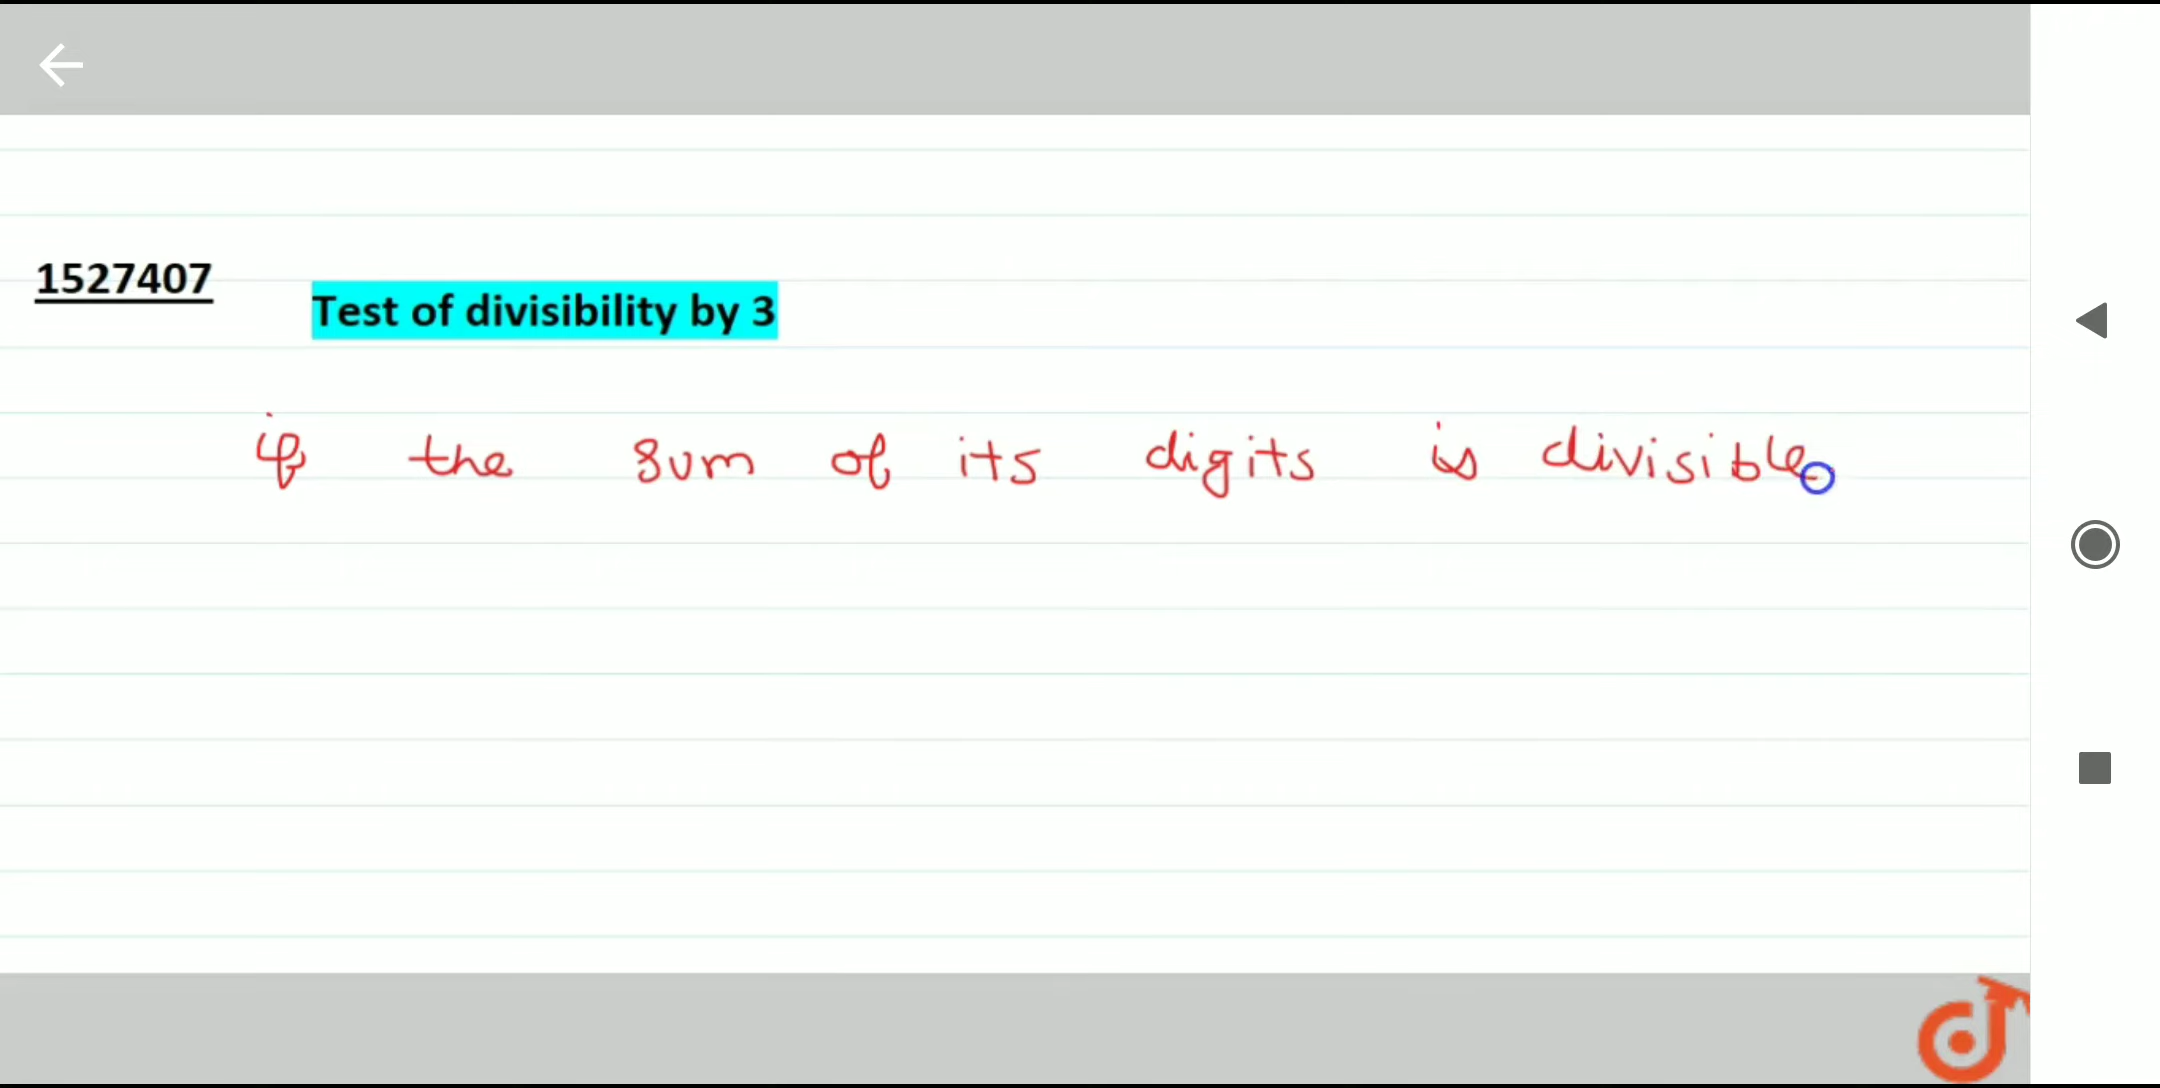 1527407
Test of divisibility by 3
if the sum of its digits is divisible